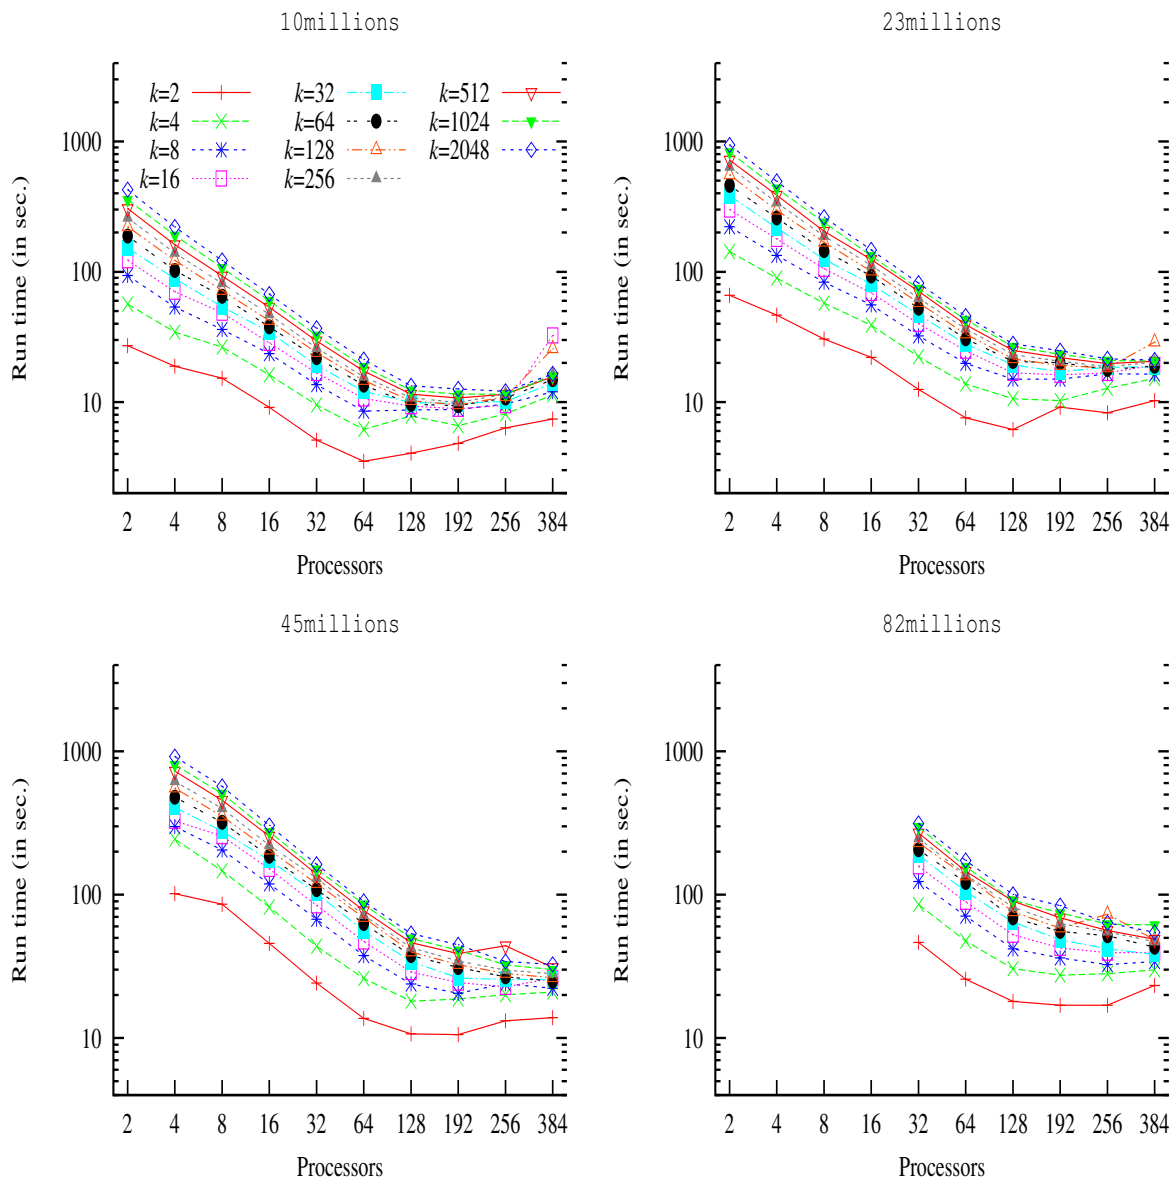 10millions
k=2
k=4
k=8
k=16
k=32
k=64
k=128
k=256
k=512
k=1024
k=2048
Run time (in sec.)
1000
100
10
2 4 8 16 32 64 128 192 256 384
Processors
23millions
Run time (in sec.)
1000
100
10
2 4 8 16 32 64 128 192 256 384
Processors
45millions
Run time (in sec.)
1000
100
10
2 4 8 16 32 64 128 192 256 384
Processors
82millions
Run time (in sec.)
1000
100
10
2 4 8 16 32 64 128 192 256 384
Processors